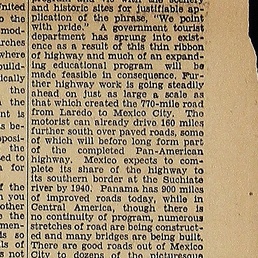 and historic sites for justifiable ap-
plication of the phrase, "We point
with pride." A government tourist
department has sprung into exist-
ence as a result of this thin ribbon
of highway and much of an expand-
ing educational program will be
made feasible in consequence. Fur-
ther highway work is going steadily
ahead on just as large a scale as
that which created the 770-mile road
from Laredo to Mexico City. The
motorist can already drive 160 miles
further south over paved roads, some
of which will before long form part
of the completed Pan-American
highway. Mexico expects to com-
plete its share of the highway to
its southern border at the Suchiate
river by 1940. Panama has 900 miles
of improved roads today, while in
Central America, though there is
no continuity of program, numerous
stretches of road are being construct-
ed and many bridges are being built.
There are good roads out of Mexico
City to dozens of the picturesque